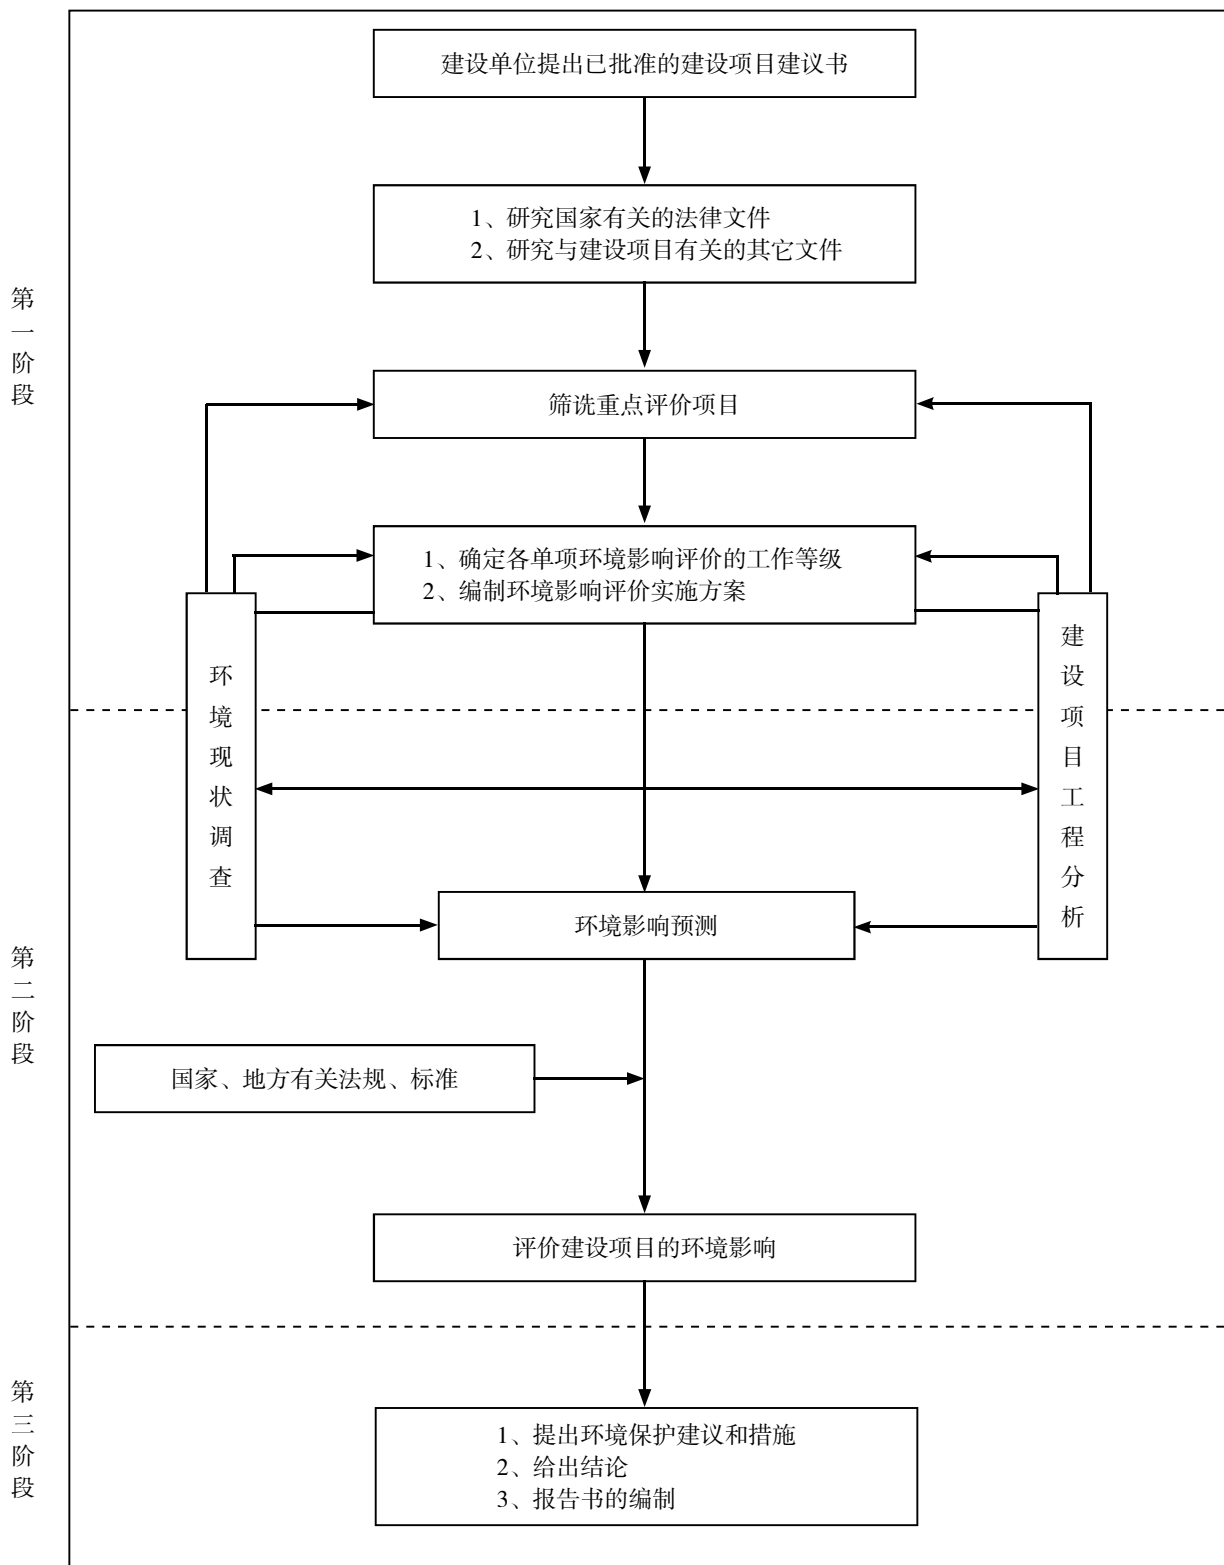 建设单位提出已批准的建设项目建议书
1、研究国家有关的法律文件
2、研究与建设项目有关的其它文件
第一阶段
筛选重点评价项目
1、确定各单项环境影响评价的工作等级
2、编制环境影响评价实施方案
环境现状调查
建设项目工程分析
环境影响预测
第二阶段
国家、地方有关法规、标准
评价建设项目的环境影响
第三阶段
1、提出环境保护建议和措施
2、给出结论
3、报告书的编制